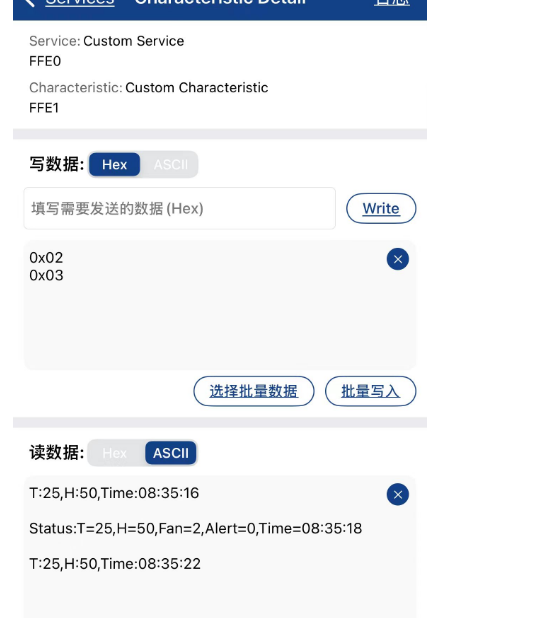 Services Characteristic Detail 日志
Service: Custom Service
FFE0
Characteristic: Custom Characteristic
FFE1
写数据: Hex ASCII
填写需要发送的数据(Hex) Write
0x02
0x03
选择批量数据 批量写入
读数据: Hex ASCII
T:25,H:50,Time:08:35:16
Status:T=25,H=50,Fan=2,Alert=0,Time=08:35:18
T:25,H:50,Time:08:35:22